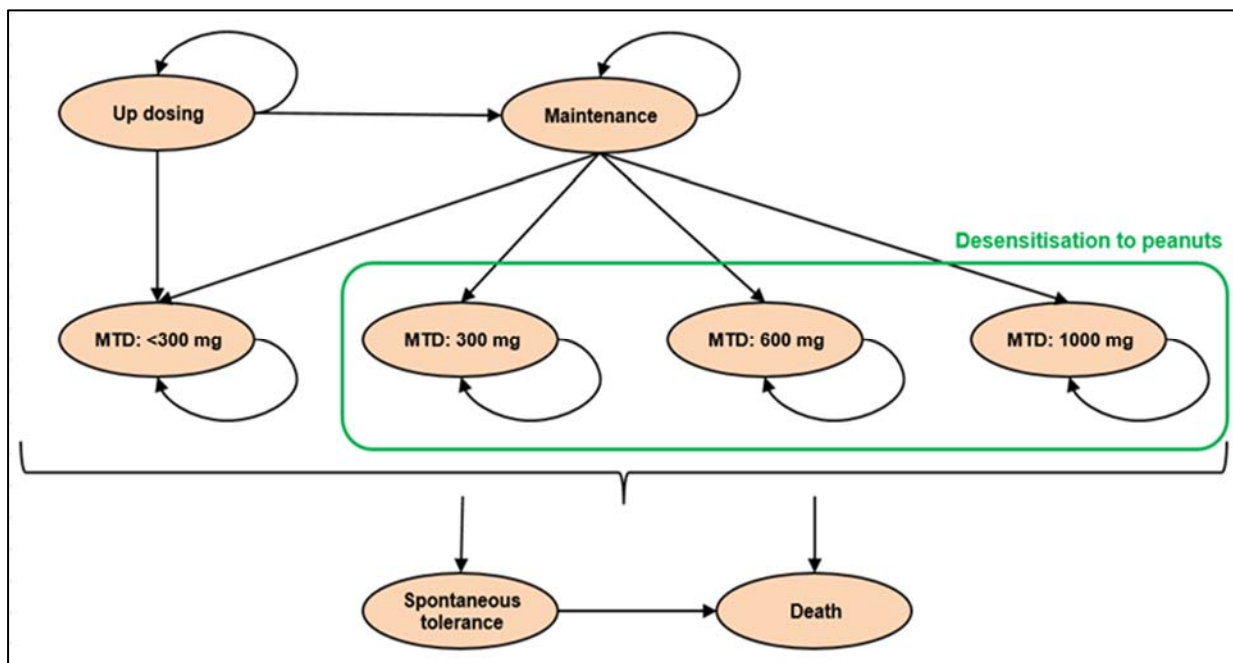 Up dosing
Maintenance
Desensitisation to peanuts
MTD: <300 mg
MTD: 300 mg
MTD: 600 mg
MTD: 1000 mg
Spontaneous
tolerance
Death